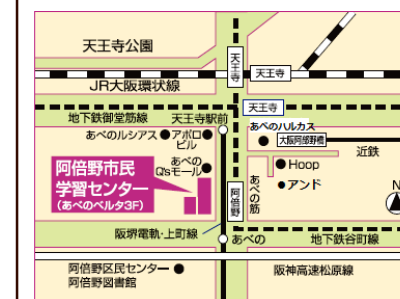 天王寺公園
天王寺
天王寺
JR大阪環状線
天王寺
地下鉄御堂筋線
天王寺駅前
あべのハルカス
あべのルシアス
アポロ
ビル
大阪阿部野橋
近鉄
あべの
Q'sモール
Hoop
アンド
阿倍野市民
学習センター
(あべのベルタ3F)
阿倍野
あべの筋
N
阪堺電軌・上町線
あべの
地下鉄谷町線
阿倍野区民センター
阿倍野図書館
阪神高速松原線